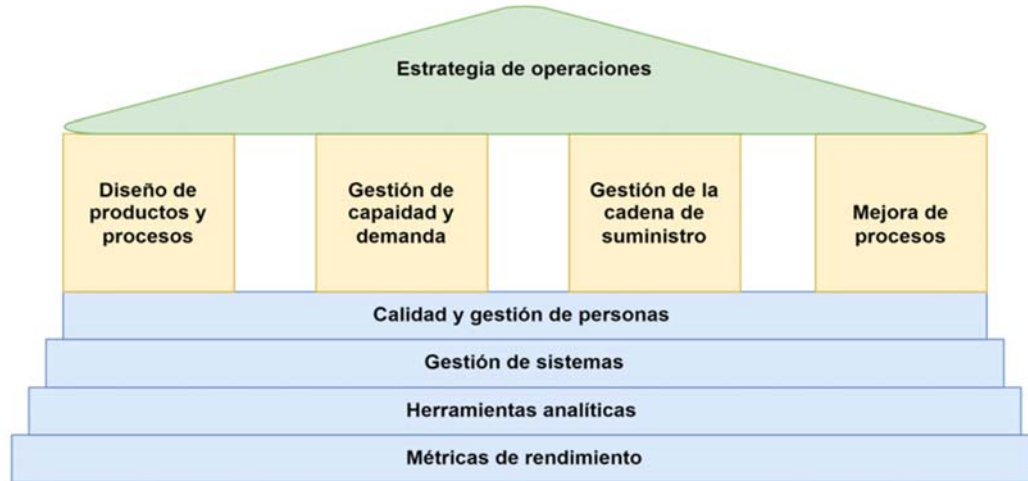 Estrategia de operaciones
Diseño de
productos y
procesos
Gestión de
capaidad y
demanda
Gestión de la
cadena de
suministro
Mejora de
procesos
Calidad y gestión de personas
Gestión de sistemas
Herramientas analíticas
Métricas de rendimiento